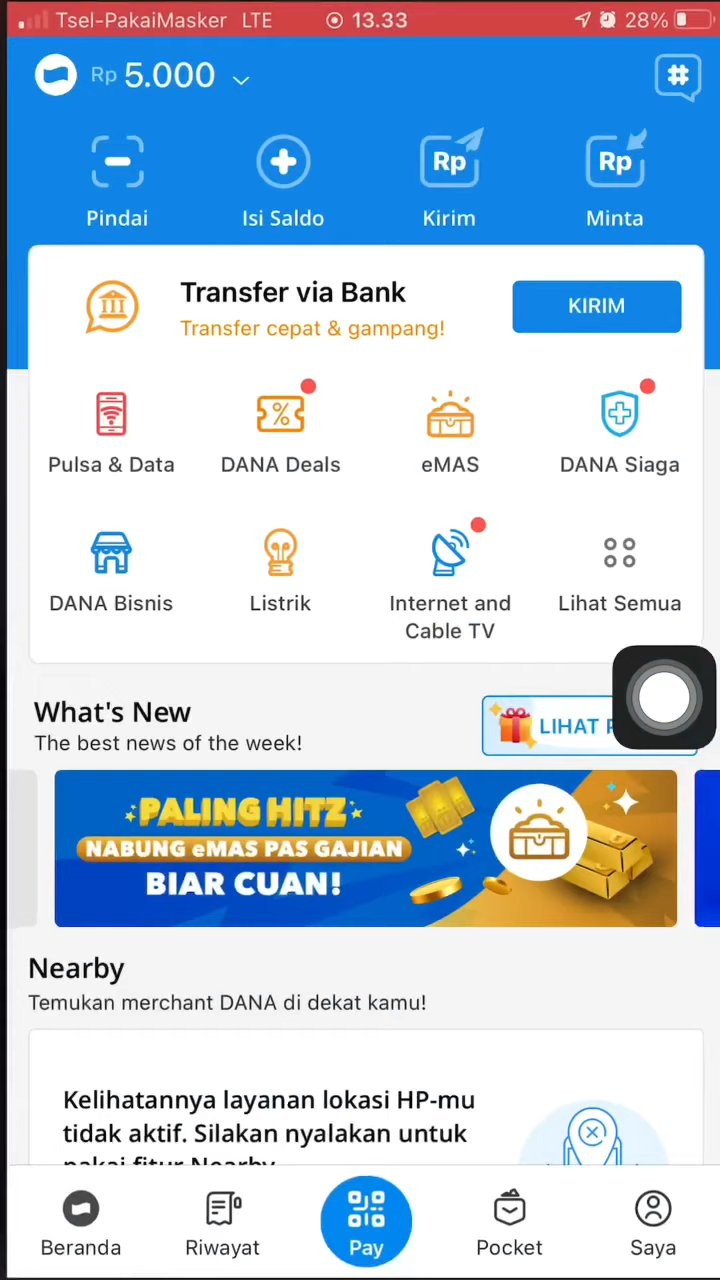 Tsel-PakaiMasker LTE 13.33 28%
Rp 5.000
#
Rp Rp
Pindai Isi Saldo Kirim Minta
Transfer via Bank
Transfer cepat & gampang!
KIRIM
Pulsa & Data DANA Deals eMAS DANA Siaga
DANA Bisnis Listrik Internet and Lihat Semua
Cable TV
What's New
The best news of the week!
LIHAT
PALING HITZ
NABUNG eMAS PAS GAJIAN
BIAR CUAN!
Nearby
Temukan merchant DANA di dekat kamu!
Kelihatannya layanan lokasi HP-mu
tidak aktif. Silakan nyalakan untuk
pakai fitur Nearby
Beranda Riwayat Pay Pocket Saya